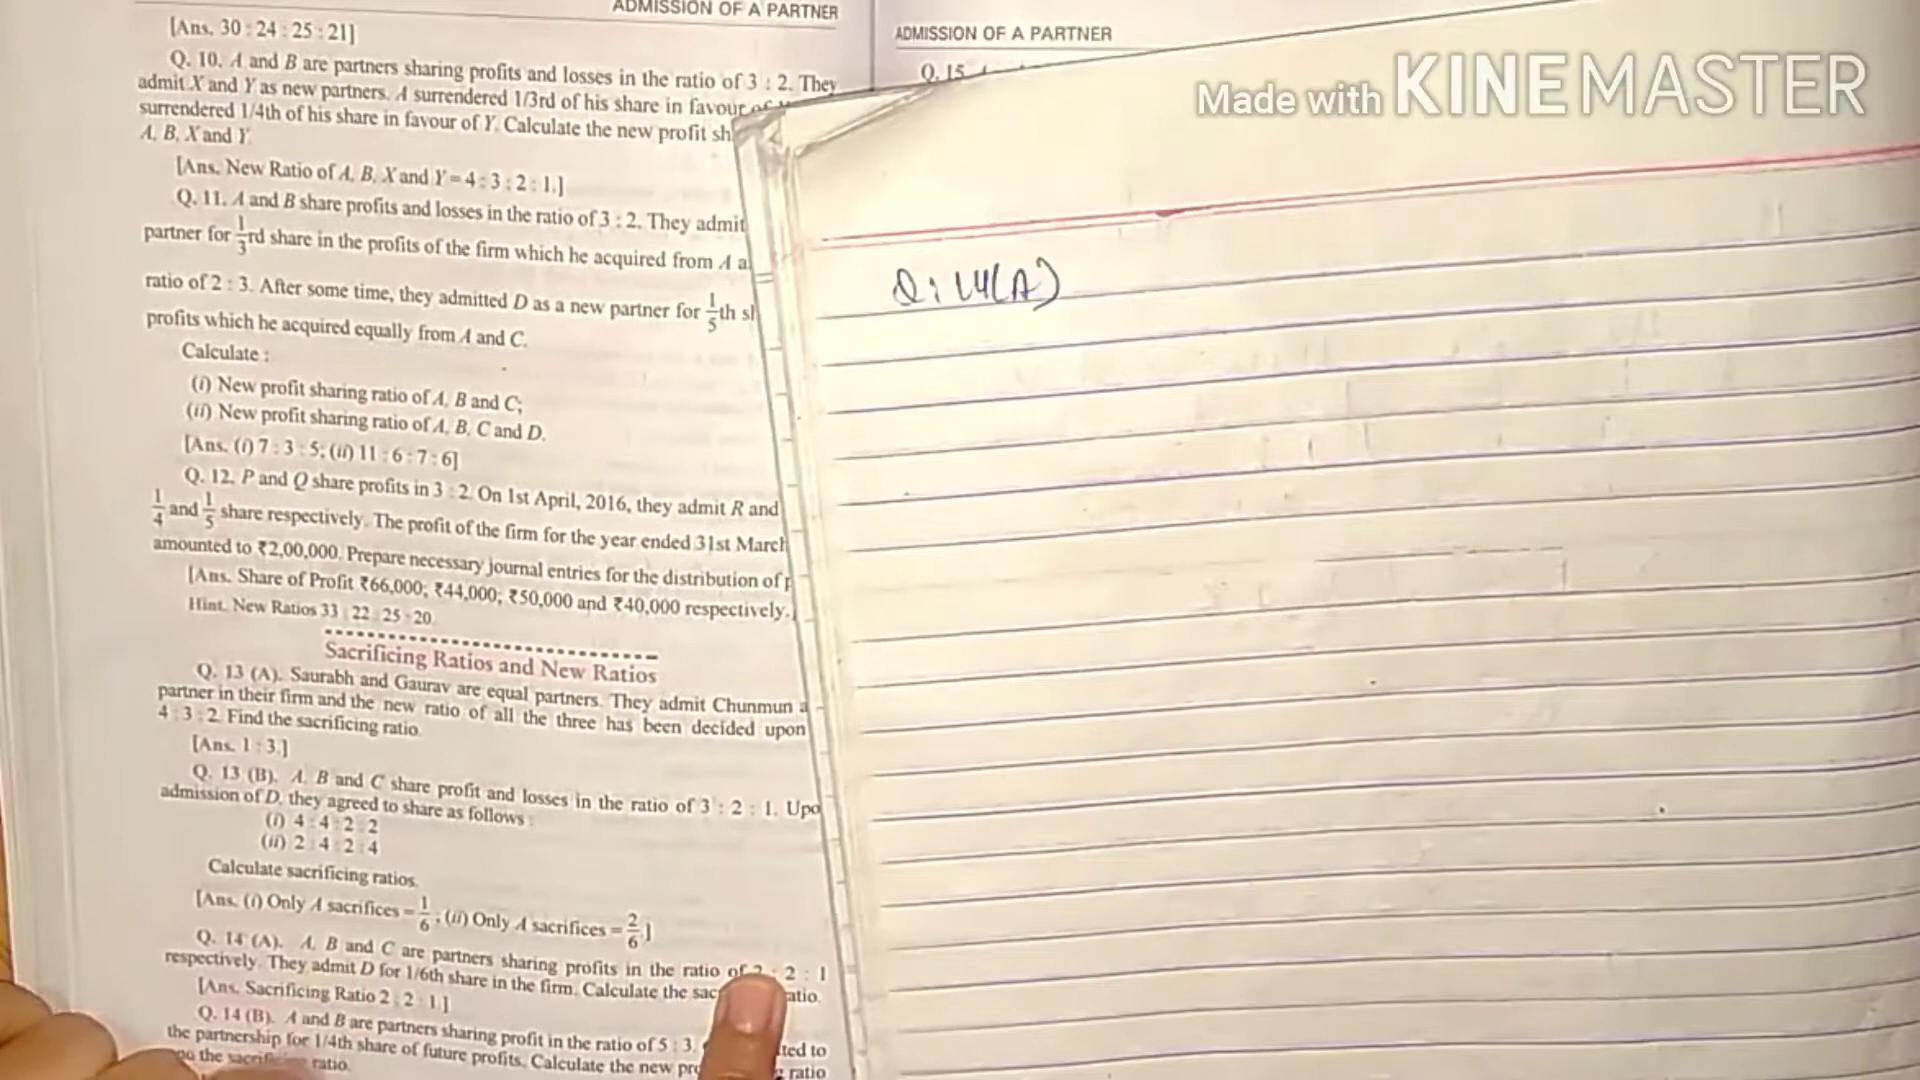 ADMISSION OF A PARTNER
[Ans. 30 : 24 : 25 : 21]
Q. 10. A and B are partners sharing profits and losses in the ratio of 3 : 2. They
admit X and Y as new partners. A surrendered 1/3rd of his share in favour of
surrendered 1/4th of his share in favour of Y. Calculate the new profit sh
A, B, X and Y.
[Ans. New Ratio of A, B, X and Y = 4 : 3 : 2 : 1.]
Q. 11. A and B share profits and losses in the ratio of 3 : 2. They admit
partner for 1/3rd share in the profits of the firm which he acquired from A a
ratio of 2 : 3. After some time, they admitted D as a new partner for 1/5th sh
profits which he acquired equally from A and C.
Calculate :
(i) New profit sharing ratio of A, B and C;
(ii) New profit sharing ratio of A, B, C and D.
[Ans. (i) 7 : 3 : 5; (ii) 11 : 6 : 7 : 6]
Q. 12. P and Q share profits in 3 : 2. On 1st April, 2016, they admit R and
1/4 and 1/5 share respectively. The profit of the firm for the year ended 31st March
amounted to ₹2,00,000. Prepare necessary journal entries for the distribution of p
[Ans. Share of Profit ₹66,000; ₹44,000; ₹50,000 and ₹40,000 respectively.
Hint. New Ratios 33 : 22 : 25 : 20.
Sacrificing Ratios and New Ratios
Q. 13 (A). Saurabh and Gaurav are equal partners. They admit Chunmun a
partner in their firm and the new ratio of all the three has been decided upon
4 : 3 : 2. Find the sacrificing ratio.
[Ans. 1 : 3.]
Q. 13 (B). A, B and C share profit and losses in the ratio of 3 : 2 : 1. Upo
admission of D, they agreed to share as follows :
(i) 4 : 4 : 2 : 2
(ii) 2 : 4 : 2 : 4
Calculate sacrificing ratios.
[Ans. (i) Only A sacrifices = 1/6 ; (ii) Only A sacrifices = 2/6 ]
Q. 14 (A). A, B and C are partners sharing profits in the ratio of 2 : 2 : 1
respectively. They admit D for 1/6th share in the firm. Calculate the sac atio.
[Ans. Sacrificing Ratio 2 : 2 : 1.]
Q. 14 (B). A and B are partners sharing profit in the ratio of 5 : 3. ted to
the partnership for 1/4th share of future profits. Calculate the new pro g ratio
the sacrificing ratio.
ADMISSION OF A PARTNER
Q. 15.
Made with KINEMASTER
Q: 14(A)